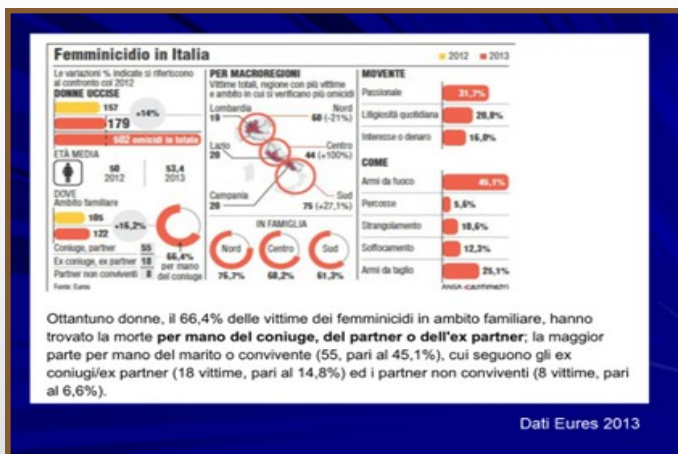 Femminicidio in Italia
2012 2013
Le variazioni % indicate si riferiscono
al confronto col 2012
DONNE UCCISE
157
179
+14%
502 omicidi in totale
ETÀ MEDIA
50
2012
53,4
2013
DOVE
Ambito familiare
105
122
+16,2%
Coniuge, partner 55
Ex coniuge, ex partner 18
Partner non conviventi 8
66,4%
per mano
del coniuge
Fonte: Eures
PER MACROREGIONI
Vittime totali, regione con più vittime
e ambito in cui si verificano più omicidi
Lombardia
19
Nord
60 (-21%)
Lazio
20
Centro
44 (+100%)
Campania
20
Sud
75 (+27,1%)
IN FAMIGLIA
Nord
Centro
Sud
75,7%
68,2%
61,3%
MOVENTE
Passionale 31,7%
Litigiosità quotidiana 20,8%
Interesse o denaro 16,0%
COME
Armi da fuoco 45,1%
Percosse 5,6%
Strangolamento 10,6%
Soffocamento 12,3%
Armi da taglio 25,1%
ANSA-CENTIMETRI
Ottantuno donne, il 66,4% delle vittime dei femminicidi in ambito familiare, hanno
trovato la morte per mano del coniuge, del partner o dell'ex partner; la maggior
parte per mano del marito o convivente (55, pari al 45,1%), cui seguono gli ex
coniugi/ex partner (18 vittime, pari al 14,8%) ed i partner non conviventi (8 vittime, pari
al 6,6%).
Dati Eures 2013